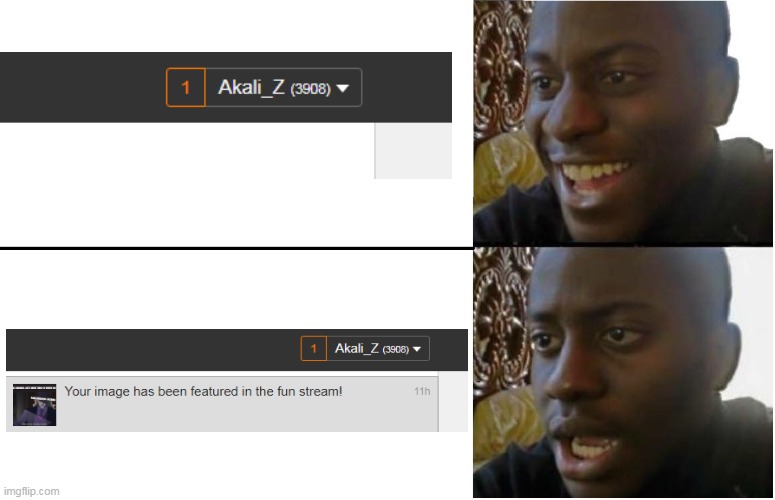 1 Akali_Z (3908)
1 Akali_Z (3908)
Your image has been featured in the fun stream! 11h
imgflip.com